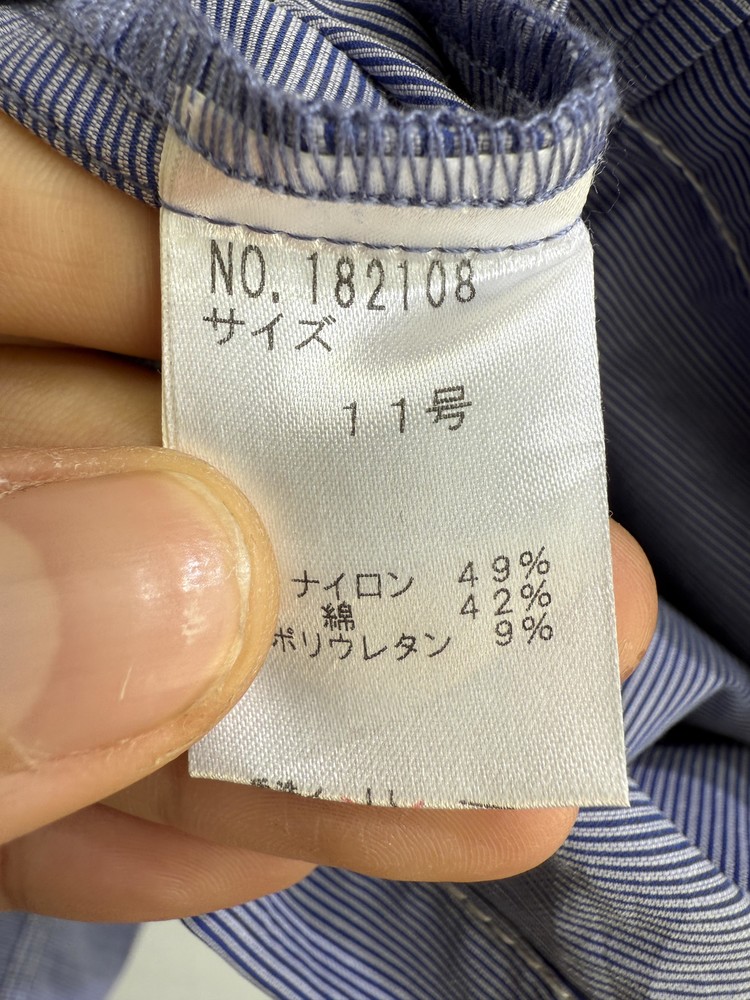 NO.182108
サイズ
11号
ナイロン 49%
綿 42%
ポリウレタン 9%